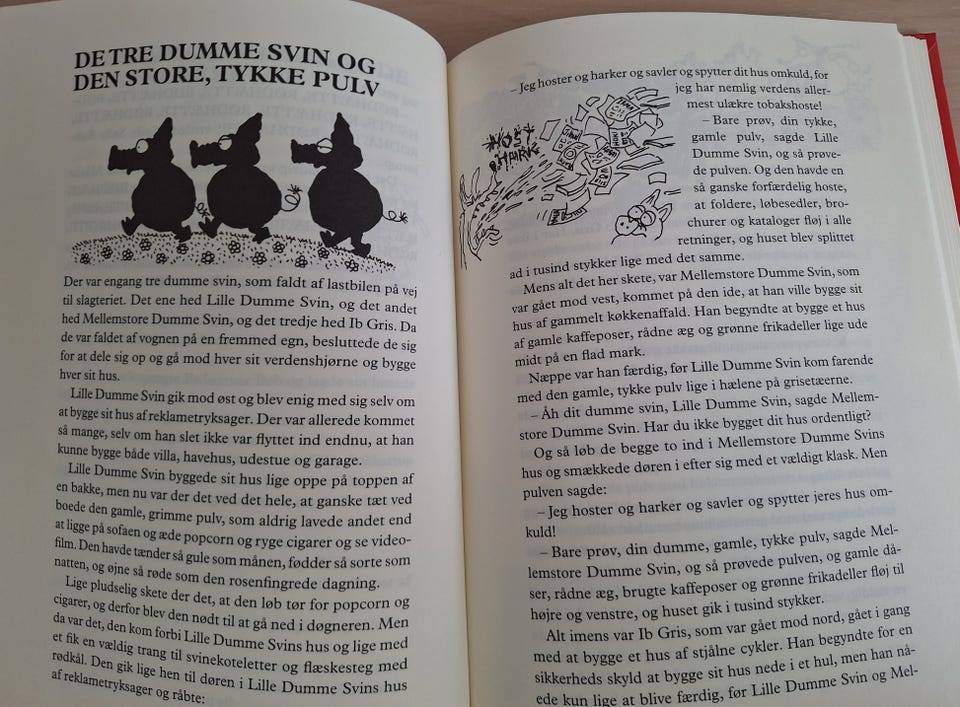 DE TRE DUMME SVIN OG
DEN STORE, TYKKE PULV
Der var engang tre dumme svin, som faldt af lastbilen på vej
til slagteriet. Det ene hed Lille Dumme Svin, og det andet
hed Mellemstore Dumme Svin, og det tredje hed Ib Gris. Da
de var faldet af vognen på en fremmed egn, besluttede de sig
for at dele sig op og gå mod hver sit verdenshjørne og bygge
hver sit hus.
Lille Dumme Svin gik mod øst og blev enig med sig selv om
at bygge sit hus af reklametryksager. Der var allerede kommet
så mange, selv om han slet ikke var flyttet ind endnu, at han
kunne bygge både villa, havehus, udestue og garage.
Lille Dumme Svin byggede sit hus lige oppe på toppen af
en bakke, men nu var der det ved det hele, at ganske tæt ved
boede den gamle, grimme pulv, som aldrig lavede andet end
at ligge på sofaen og æde popcorn og ryge cigarer og se video-
film. Den havde tænder så gule som månen, fødder så sorte som
natten, og øjne så røde som den rosenfingrede dagning.
Lige pludselig skete der det, at den løb tør for popcorn og
cigarer, og derfor blev den nødt til at gå ned i døgneren. Men
da var det, den kom forbi Lille Dumme Svins hus og lige med
et fik en vældig trang til svinekoteletter og flæskesteg med
rødkål. Den gik lige hen til døren i Lille Dumme Svins hus
af reklametryksager og råbte:
– Jeg hoster og harker og savler og spytter dit hus omkuld, for
jeg har nemlig verdens aller-
mest ulækre tobakshoste!
– Bare prøv, din tykke,
gamle pulv, sagde Lille
Dumme Svin, og så prøve-
de pulven. Og den havde en
så ganske forfærdelig hoste,
at foldere, løbesedler, bro-
churer og kataloger fløj i alle
retninger, og huset blev splittet
ad i tusind stykker lige med det samme.
HOST
HARK
Mens alt det her skete, var Mellemstore Dumme Svin, som
var gået mod vest, kommet på den ide, at han ville bygge sit
hus af gammelt køkkenaffald. Han begyndte at bygge et hus
af gamle kaffeposer, rådne æg og grønne frikadeller lige ude
midt på en flad mark.
Næppe var han færdig, før Lille Dumme Svin kom farende
med den gamle, tykke pulv lige i hælene på grisetæerne.
– Åh dit dumme svin, Lille Dumme Svin, sagde Mellem-
store Dumme Svin. Har du ikke bygget dit hus ordentligt?
Og så løb de begge to ind i Mellemstore Dumme Svins
hus og smækkede døren i efter sig med et vældigt klask. Men
pulven sagde:
– Jeg hoster og harker og savler og spytter jeres hus om-
kuld!
– Bare prøv, din dumme, gamle, tykke pulv, sagde Mel-
lemstore Dumme Svin, og så prøvede pulven, og gamle då-
ser, rådne æg, brugte kaffeposer og grønne frikadeller fløj til
højre og venstre, og huset gik i tusind stykker.
Alt imens var Ib Gris, som var gået mod nord, gået i gang
med at bygge et hus af stjålne cykler. Han begyndte for en
sikkerheds skyld at bygge sit hus nede i et hul, men han nå-
ede kun lige at blive færdig, før Lille Dumme Svin og Mel-